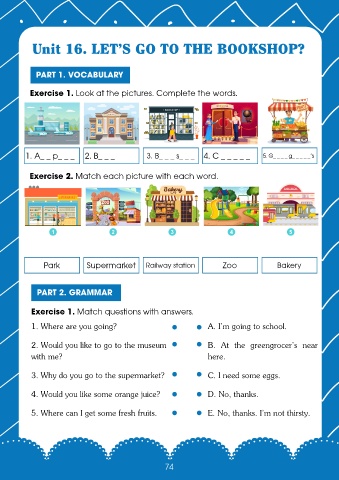 Unit 16. LET'S GO TO THE BOOKSHOP?
PART 1. VOCABULARY
Exercise 1. Look at the pictures. Complete the words.
1. A_ _ p_ _ _
2. B_ _ _
3. B_ _ _ s_ _ _
4. C _ _ _ _ _
5. G_ _ _ _ g_ _ _ _ _'s
Exercise 2. Match each picture with each word.
Bakery
1
2
3
4
5
Park
Supermarket
Railway station
Zoo
Bakery
PART 2. GRAMMAR
Exercise 1. Match questions with answers.
1. Where are you going?
A. I'm going to school.
2. Would you like to go to the museum
with me?
B. At the greengrocer's near
here.
3. Why do you go to the supermarket?
C. I need some eggs.
4. Would you like some orange juice?
D. No, thanks.
5. Where can I get some fresh fruits.
E. No, thanks. I'm not thirsty.
74